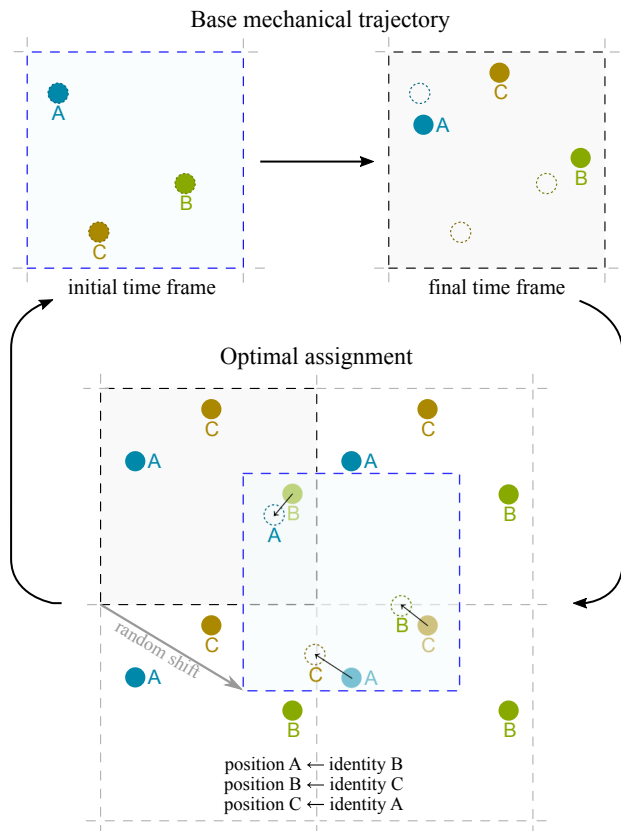 Base mechanical trajectory
A
B
C
C
A
B
initial time frame
final time frame
Optimal assignment
C
C
A
A
B
B
A
B
C
C
random shift
C
A
A
B
B
position A ← identity B
position B ← identity C
position C ← identity A